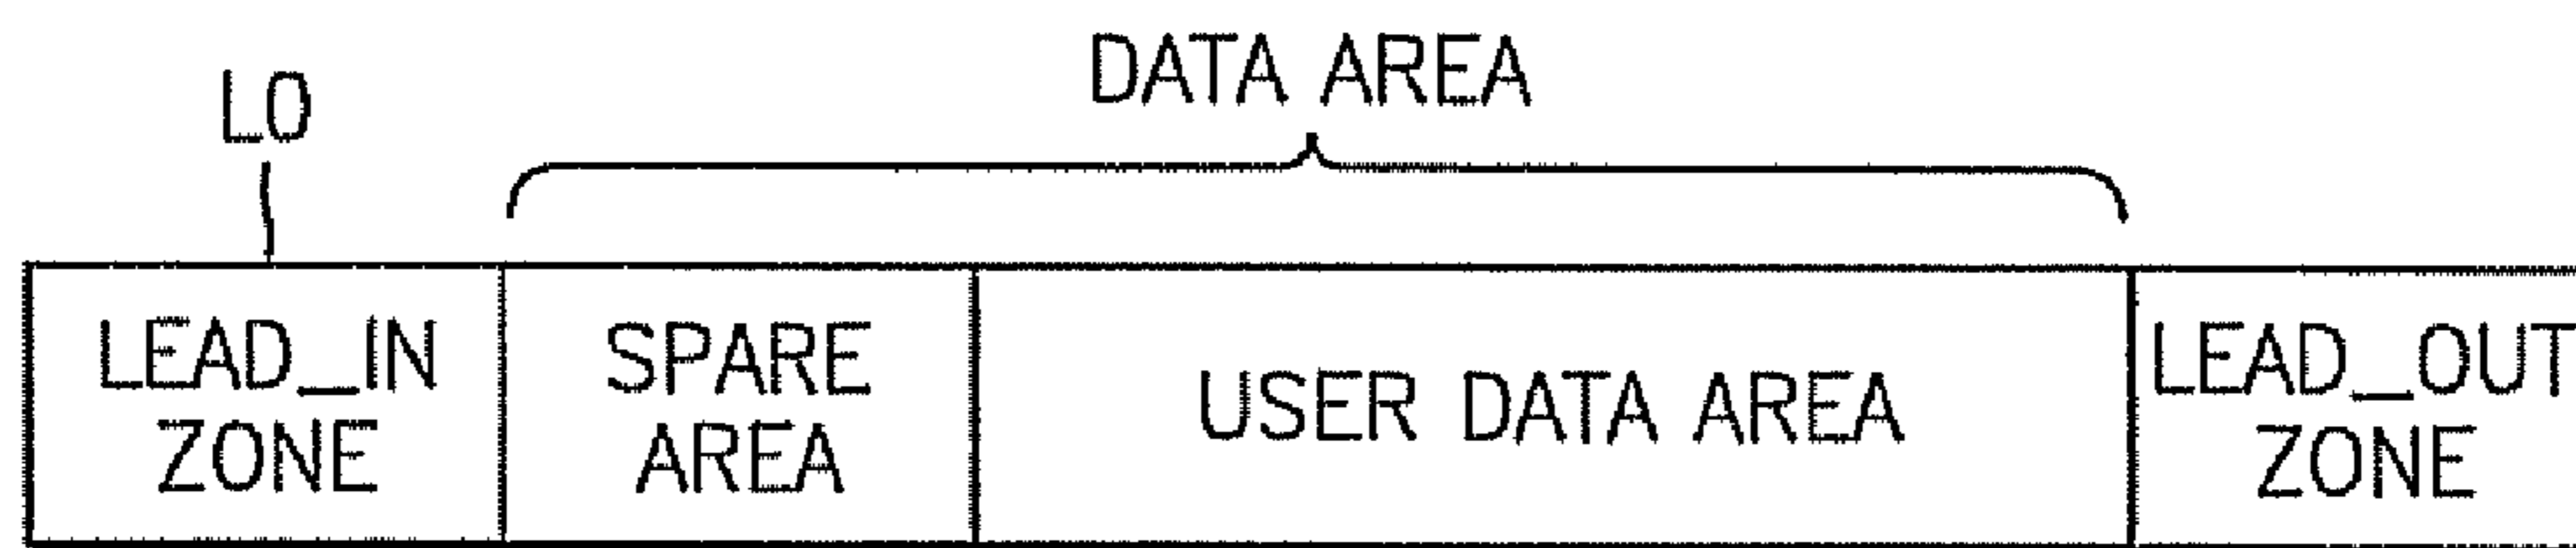 DATA AREA
L0
LEAD_IN
ZONE
SPARE
AREA
USER DATA AREA
LEAD_OUT
ZONE